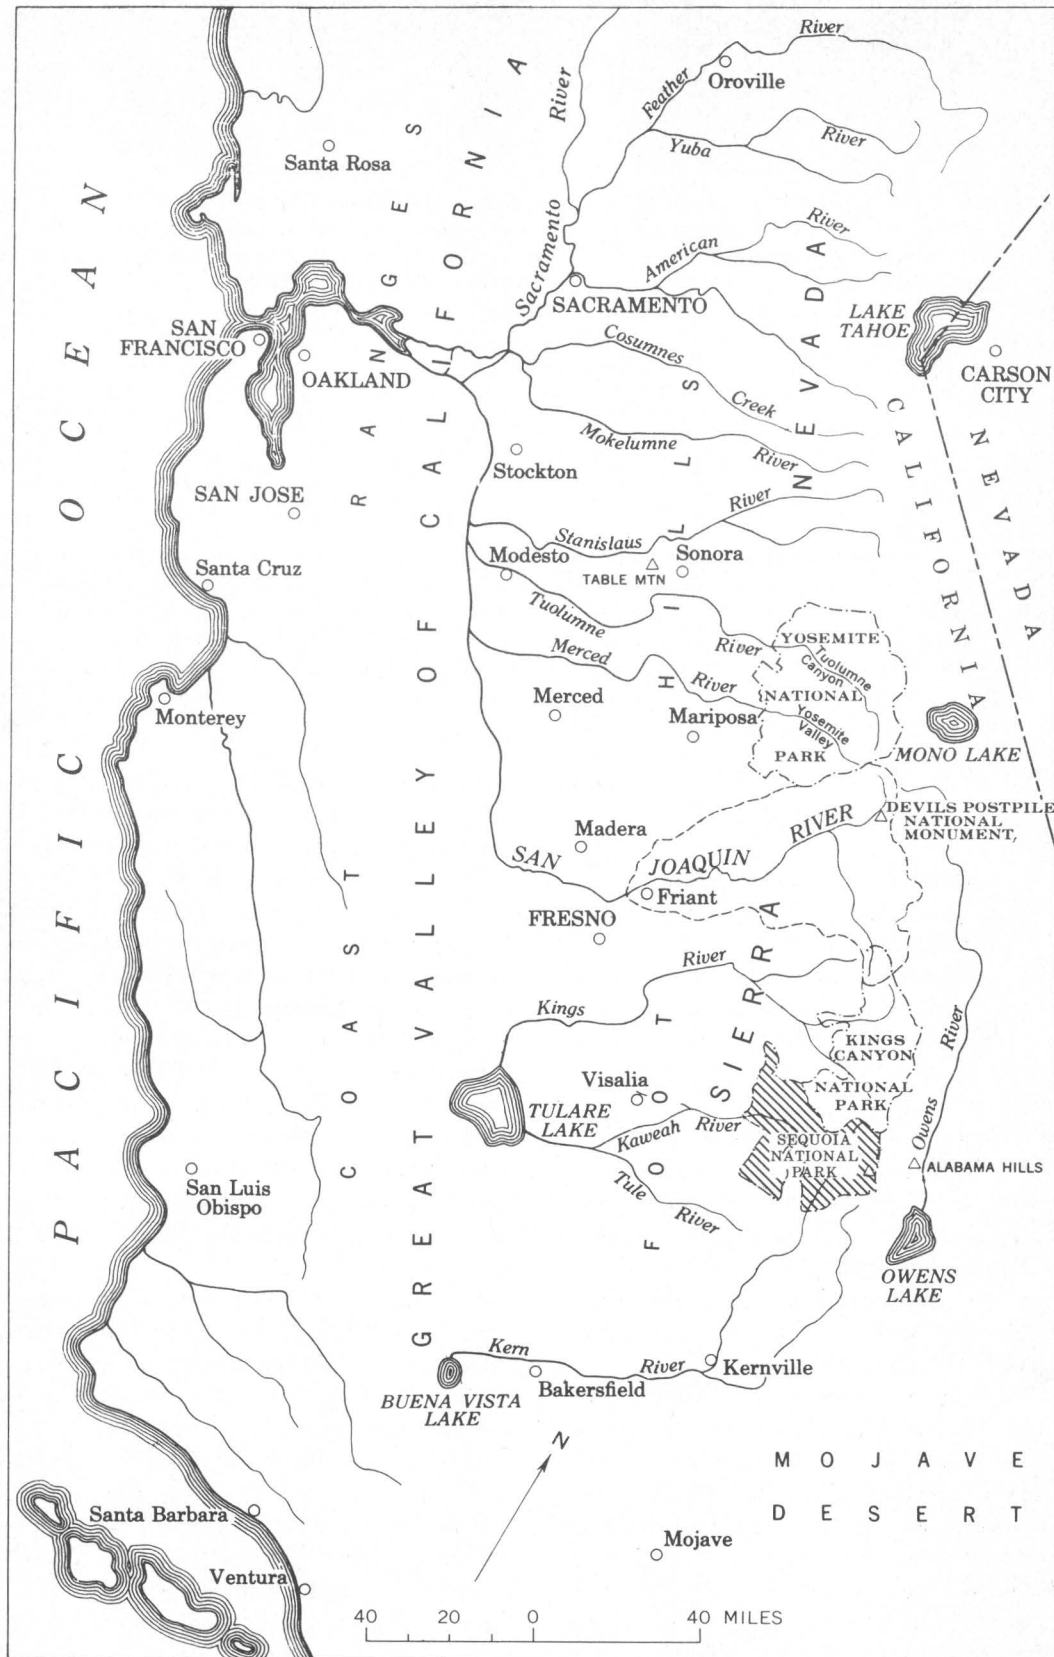 River
Oroville
Feather
River
Yuba
River
Santa Rosa
Sacramento
River
American
SACRAMENTO
LAKE
TAHOE
CARSON
CITY
SAN
FRANCISCO
OAKLAND
Cosumnes
Creek
Mokelumne
River
Stockton
SAN JOSE
Stanislaus
River
Modesto
Sonora
TABLE MTN
Santa Cruz
Tuolumne
River
YOSEMITE
Tuolumne
Canyon
NATIONAL
Yosemite
Valley
PARK
Merced
River
Merced
Mariposa
Monterey
MONO LAKE
DEVILS POSTPILE
NATIONAL
MONUMENT,
Madera
SAN JOAQUIN RIVER
Friant
FRESNO
Kings
River
KINGS
CANYON
NATIONAL
PARK
Visalia
TULARE
LAKE
Kaweah
River
SEQUOIA
NATIONAL
PARK
Owens
River
ALABAMA HILLS
Tule
River
San Luis
Obispo
OWENS
LAKE
Kern
River
Kernville
Bakersfield
BUENA VISTA
LAKE
N
MOJAVE
DESERT
Mojave
Santa Barbara
Ventura
40 20 0 40 MILES
PACIFIC OCEAN
COAST RANGES
GREAT VALLEY OF CALIFORNIA
FOOTHILLS
SIERRA NEVADA
CALIFORNIA
NEVADA